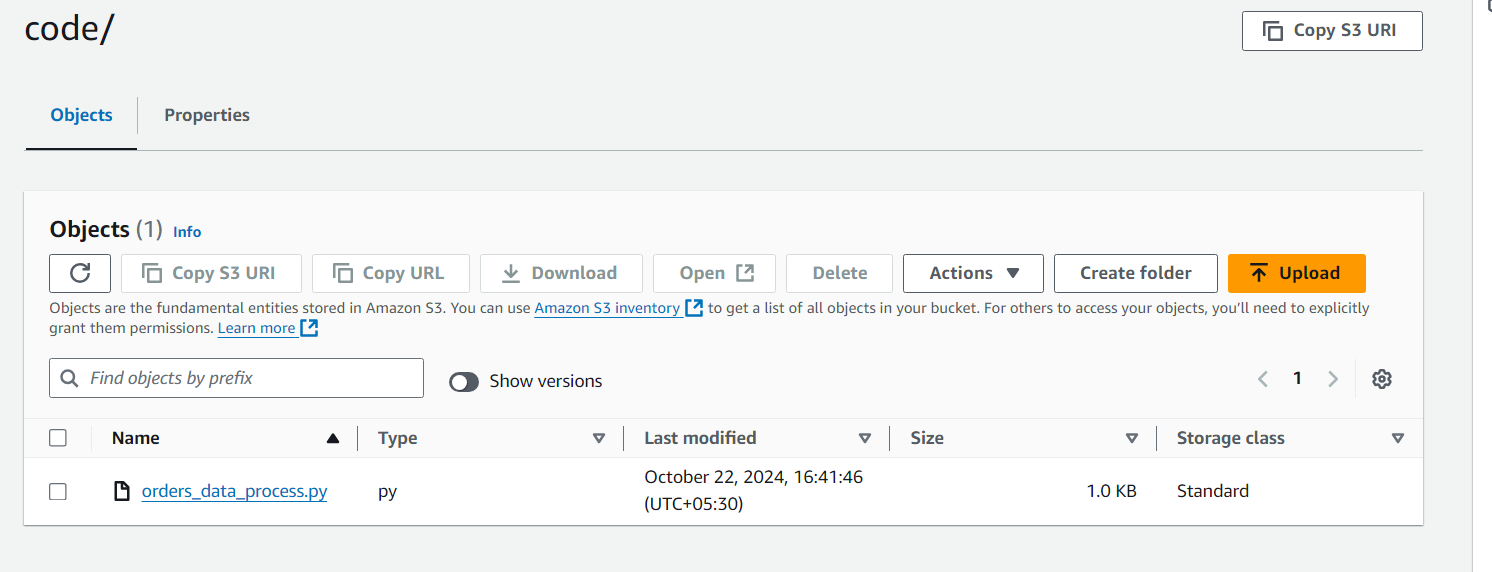 code/
Copy S3 URI
Objects
Properties
Objects (1) Info
Copy S3 URI
Copy URL
Download
Open
Delete
Actions
Create folder
Upload
Objects are the fundamental entities stored in Amazon S3. You can use Amazon S3 inventory to get a list of all objects in your bucket. For others to access your objects, you'll need to explicitly
grant them permissions. Learn more
Find objects by prefix
Show versions
1
Name
Type
Last modified
Size
Storage class
orders_data_process.py
py
October 22, 2024, 16:41:46
(UTC+05:30)
1.0 KB
Standard